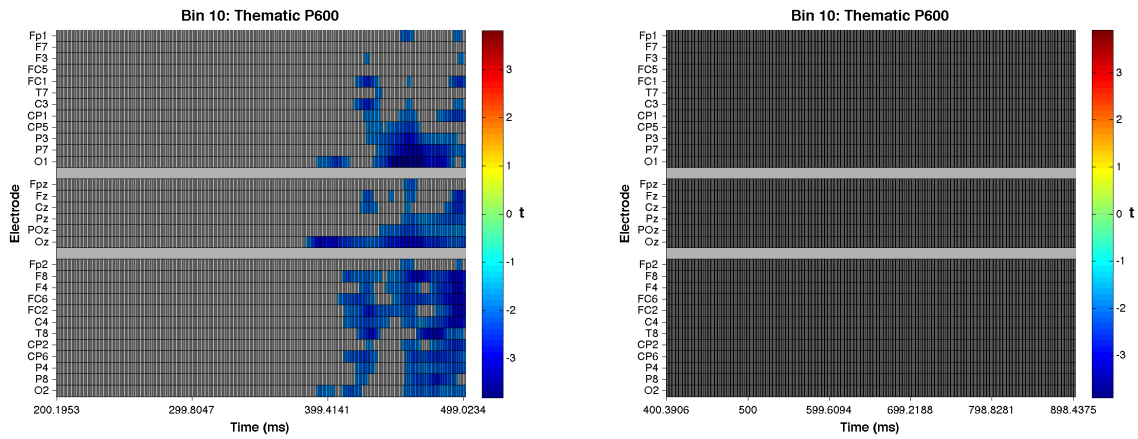 Bin 10: Thematic P600
Fp1
F7
F3
FC5
FC1
T7
C3
CP1
CP5
P3
P7
O1
Fpz
Fz
Cz
Pz
POz
Oz
Fp2
F8
F4
FC6
FC2
C4
T8
CP2
CP6
P4
P8
O2
Electrode
200.1953 299.8047 399.4141 499.0234
Time (ms)
3
2
1
0
-1
-2
-3
t
Bin 10: Thematic P600
Fp1
F7
F3
FC5
FC1
T7
C3
CP1
CP5
P3
P7
O1
Fpz
Fz
Cz
Pz
POz
Oz
Fp2
F8
F4
FC6
FC2
C4
T8
CP2
CP6
P4
P8
O2
Electrode
400.3906 500 599.6094 699.2188 798.8281 898.4375
Time (ms)
3
2
1
0
-1
-2
-3
t